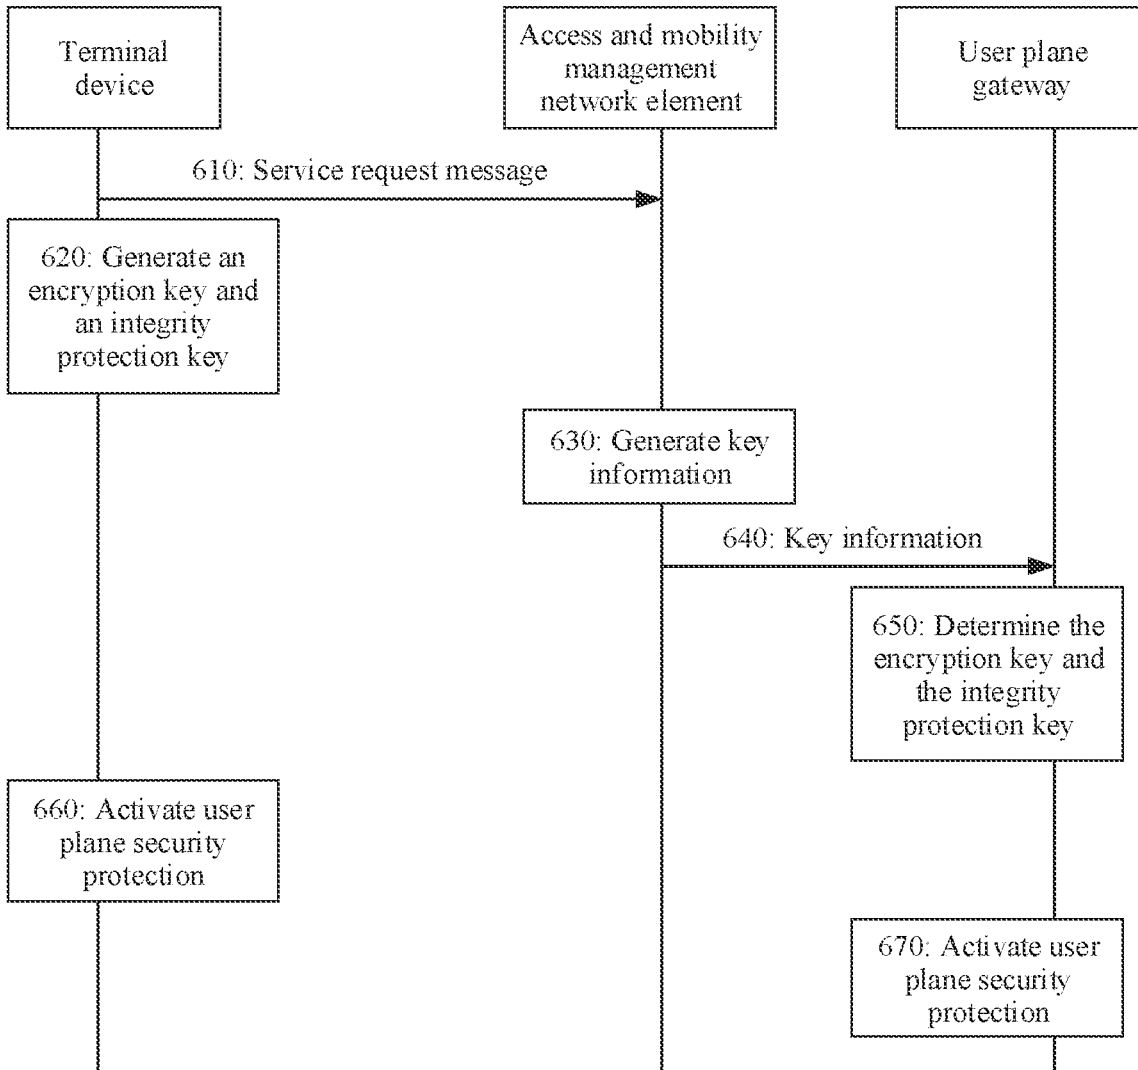 Terminal
device
Access and mobility
management
network element
User plane
gateway
610: Service request message
620: Generate an
encryption key and
an integrity
protection key
630: Generate key
information
640: Key information
650: Determine the
encryption key and
the integrity
protection key
660: Activate user
plane security
protection
670: Activate user
plane security
protection